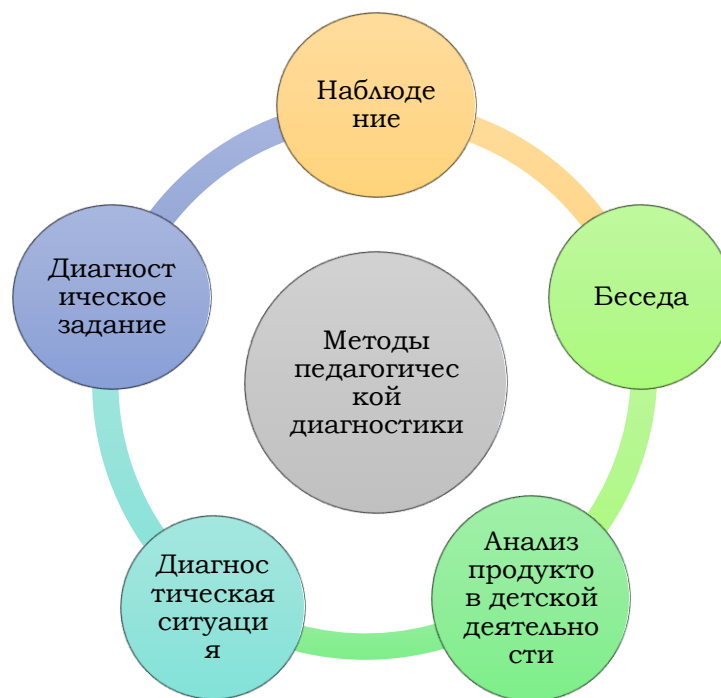 Наблюде
ние
Беседа
Анализ
продукто
в детской
деятельно
сти
Диагнос
тическая
ситуаци
я
Диагност
ическое
задание
Методы
педагогичес
кой
диагностики